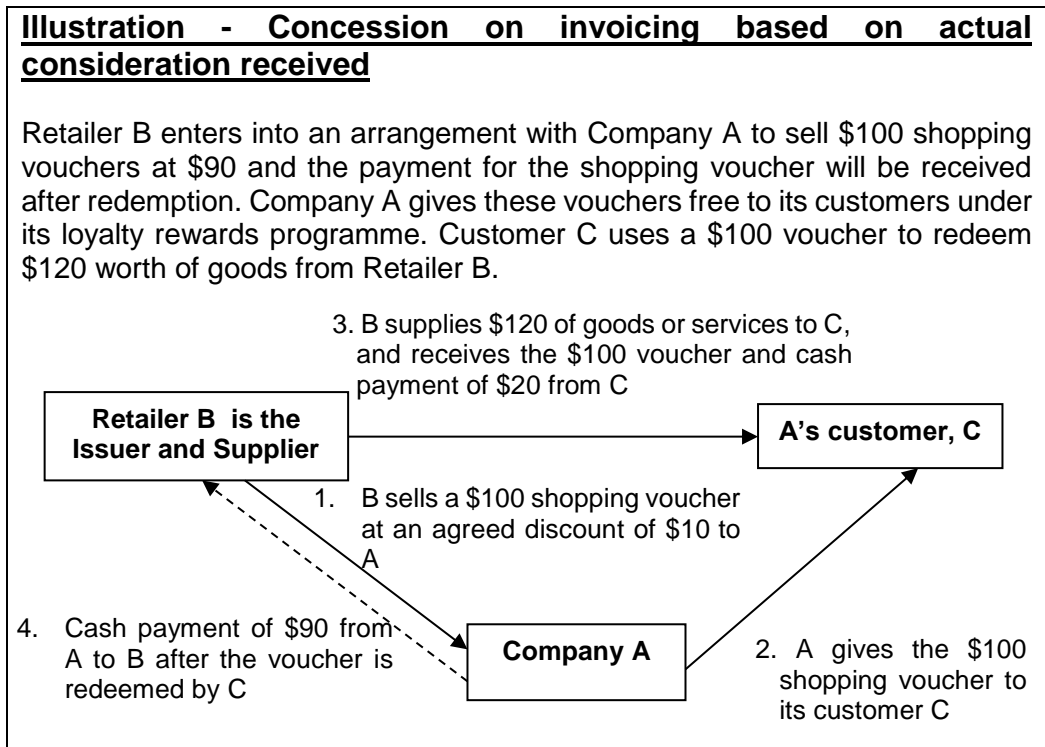 Illustration - Concession on invoicing based on actual
consideration received
Retailer B enters into an arrangement with Company A to sell $100 shopping
vouchers at $90 and the payment for the shopping voucher will be received
after redemption. Company A gives these vouchers free to its customers under
its loyalty rewards programme. Customer C uses a $100 voucher to redeem
$120 worth of goods from Retailer B.
3. B supplies $120 of goods or services to C,
and receives the $100 voucher and cash
payment of $20 from C
Retailer B is the
Issuer and Supplier
A's customer, C
1. B sells a $100 shopping voucher
at an agreed discount of $10 to
A
4. Cash payment of $90 from
A to B after the voucher is
redeemed by C
Company A
2. A gives the $100
shopping voucher to
its customer C